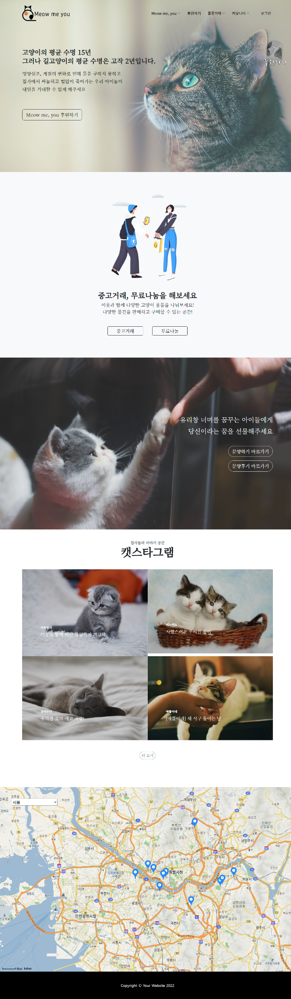 Meow me you
Meow me, you
후원하기
물품거래
커뮤니티
로그인
후원하기
고양이의 평균 수명 15년
그러나 길고양이의 평균 수명은 고작 2년입니다.
영양실조, 계절의 변화로 인해 물을 구하지 못하고
길가에서 싸늘하고 힘없이 죽어가는 우리 아이들이
내일을 기대할 수 있게 해주세요
Meow me, you 후원하기
중고거래, 무료나눔을 해보세요
이웃과 함께 다양한 고양이 용품을 나눠보세요!
다양한 물건을 판매하고 구매할 수 있는 공간!
중고거래
무료나눔
유리창 너머를 꿈꾸는 아이들에게
당신이라는 꿈을 선물해주세요
분양하기 바로가기
분양후기 바로가기
집사들의 이야기 공간
캣스타그램
미유집사
미유와 함께 떠난 당일치기 피크닉
미노미노
사랑스러운 우리집 콩이
코리누나
우리집 코리 애교 자랑!
애플이네
[애플이네] 새 식구 들이는 날
더 보기
서울
의정부시
고양시
김포시
남양주시
구리시
하남시
부천시
광명시
인천광역시청
과천시
성남시
광주시
안양시
시흥시
군포시
의왕시
안산시
4km kakao
Copyright © Your Website 2022